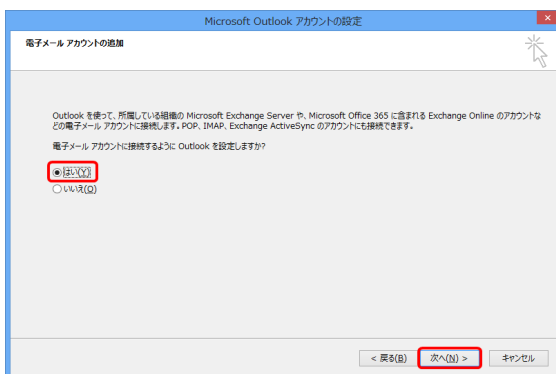 Microsoft Outlook アカウントの設定
電子メール アカウントの追加
Outlook を使って、所属している組織の Microsoft Exchange Server や、Microsoft Office 365 に含まれる Exchange Online のアカウントな
どの電子メール アカウントに接続します。POP、IMAP、Exchange ActiveSync のアカウントにも接続できます。
電子メール アカウントに接続するように Outlook を設定しますか?
はい(Y)
いいえ(O)
< 戻る(B) 次へ(N) > キャンセル